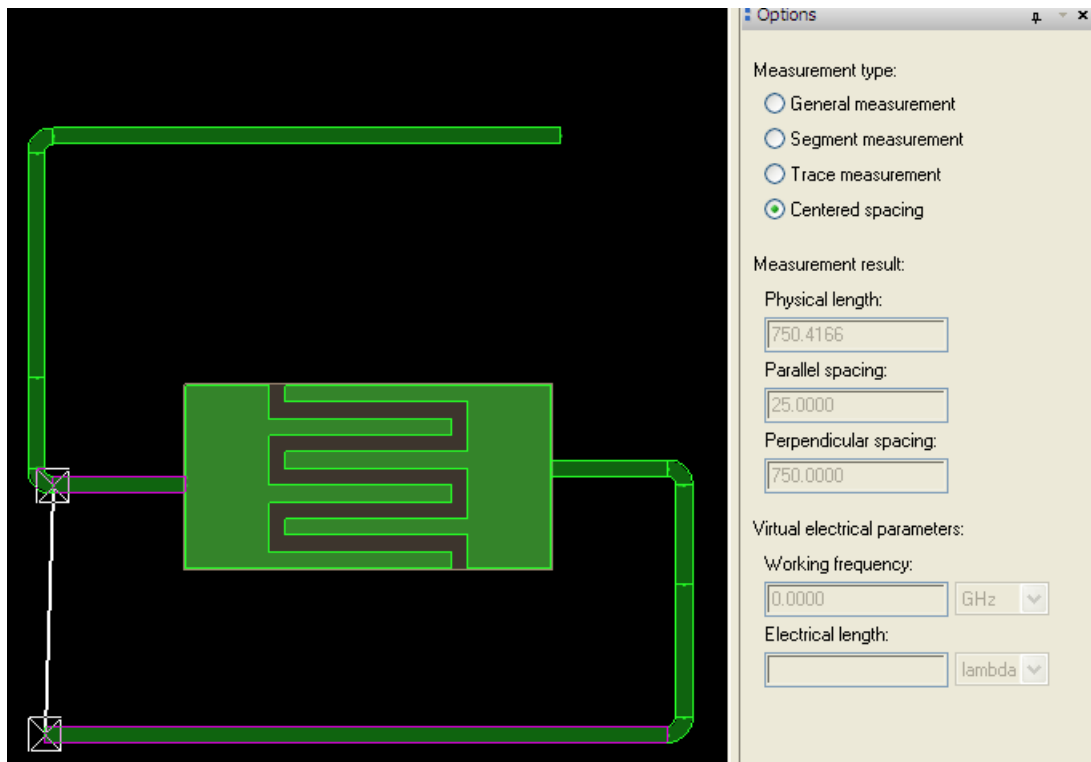 Options
Measurement type:
General measurement
Segment measurement
Trace measurement
Centered spacing
Measurement result:
Physical length:
750.4166
Parallel spacing:
25.0000
Perpendicular spacing:
750.0000
Virtual electrical parameters:
Working frequency:
0.0000 GHz
Electrical length:
lambda